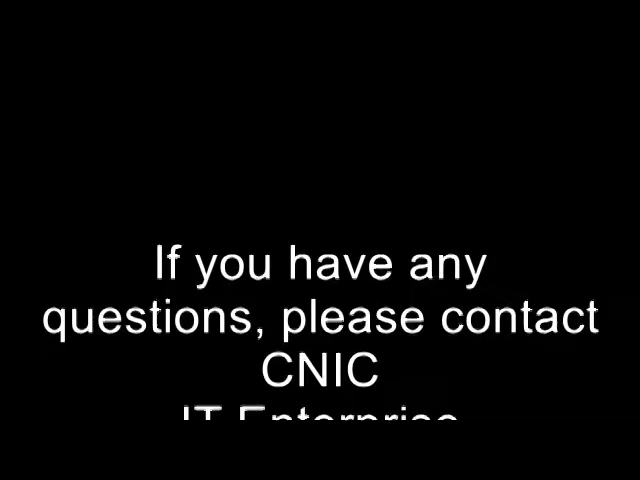 If you have any
questions, please contact
CNIC
IT Enterprise